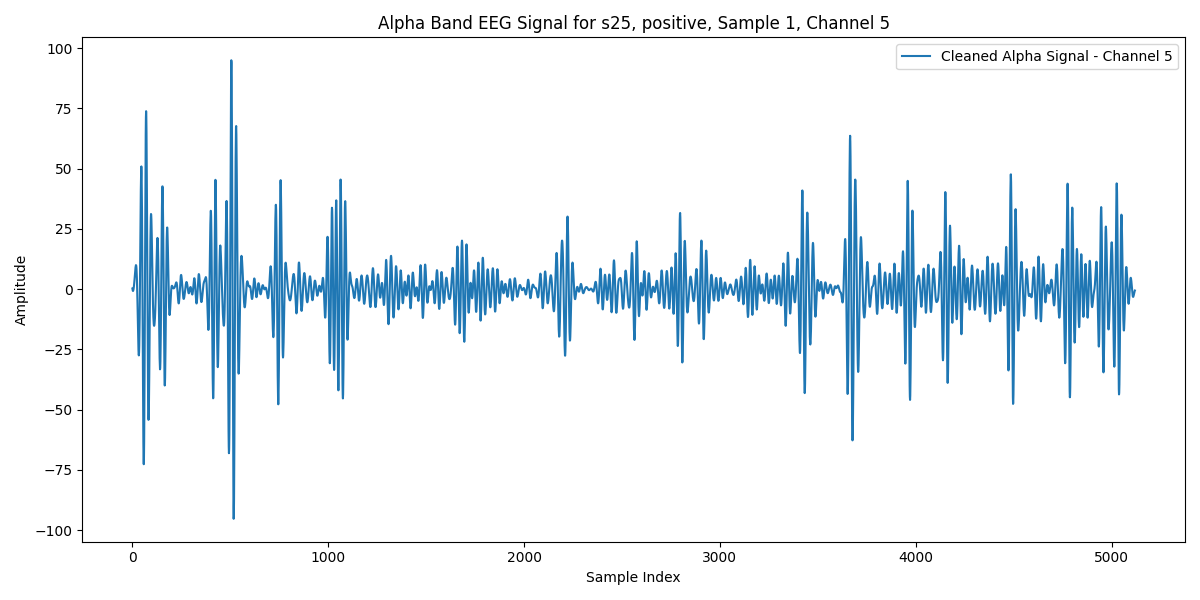 Alpha Band EEG Signal for s25, positive, Sample 1, Channel 5
Cleaned Alpha Signal - Channel 5
100
75
50
25
0
−25
−50
−75
−100
Amplitude
0 1000 2000 3000 4000 5000
Sample Index